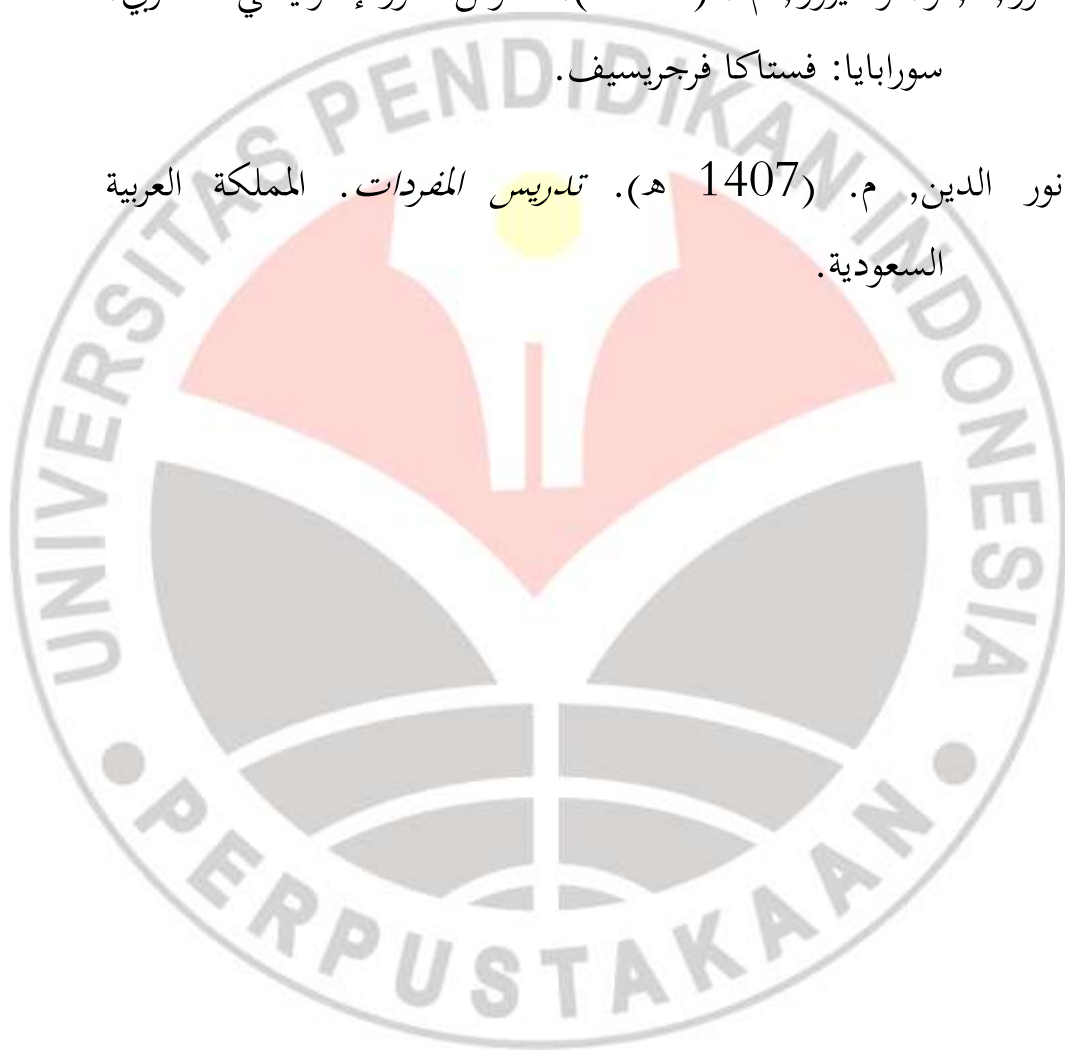 سورابايا: فستاكا فرجريسيف.
نور الدين, م. (1407 هـ). تدريس المفردات. المملكة العربية
السعودية.
UNIVERSITAS PENDIDIKAN INDONESIA
PERPUSTAKAAN